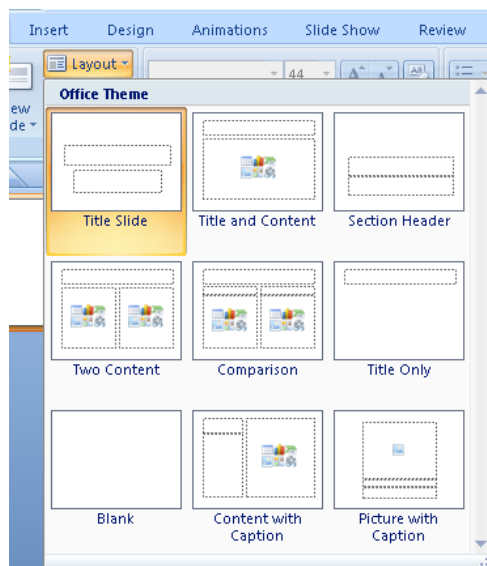 Insert Design Animations Slide Show Review
Layout
44
Office Theme
ew
de
Title Slide Title and Content Section Header
Two Content Comparison Title Only
Blank Content with Caption Picture with Caption